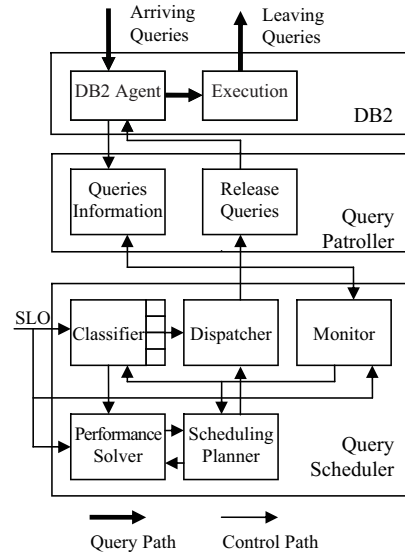 Arriving
Queries
Leaving
Queries
DB2 Agent
Execution
DB2
Queries
Information
Release
Queries
Query
Patroller
SLO
Classifier
Dispatcher
Monitor
Performance
Solver
Scheduling
Planner
Query
Scheduler
Query Path
Control Path